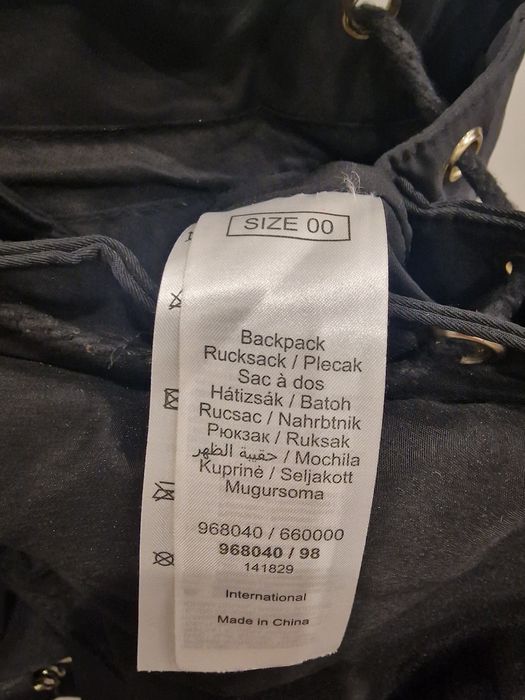 SIZE 00
Backpack
Rucksack / Plecak
Sac à dos
Hátizsák / Batoh
Rucsac / Nahrbtnik
Рюкзак / Ruksak
حقيبة الظهر / Mochila
Kuprinė / Seljakott
Mugursoma
968040 / 660000
968040 / 98
141829
International
Made in China